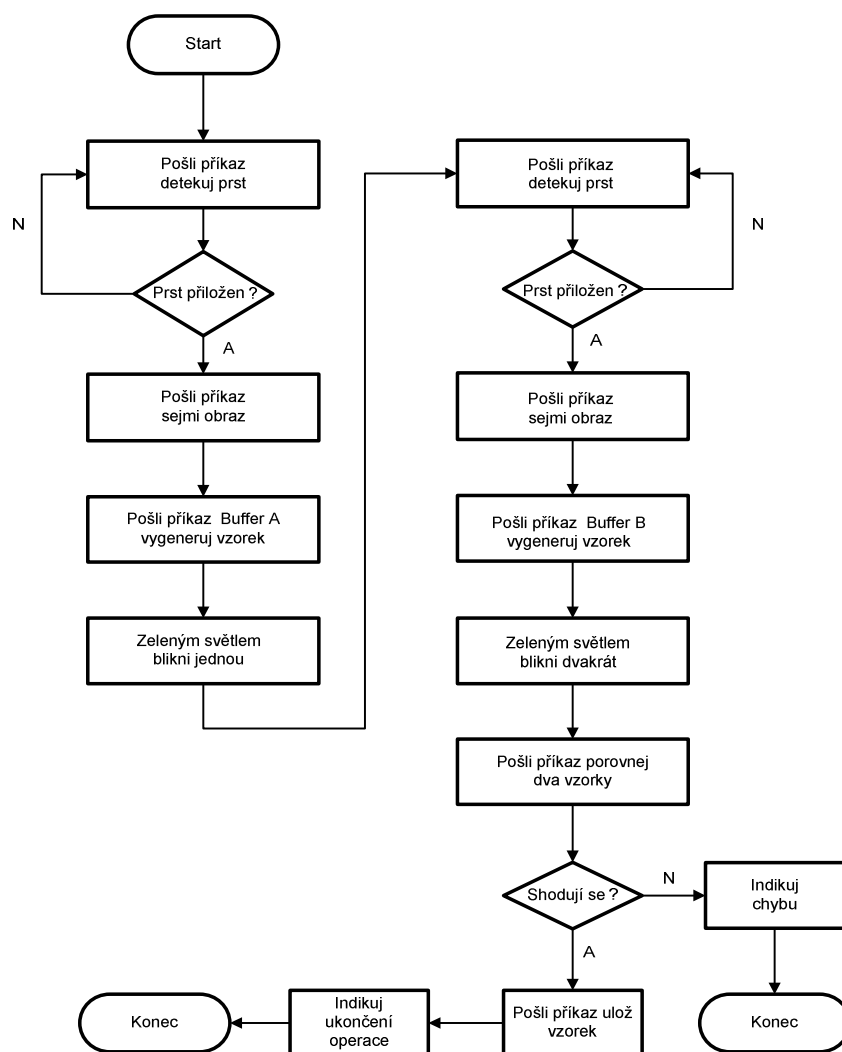 Start
Pošli příkaz
detekuj prst
N
Prst přiložen ?
A
Pošli příkaz
sejmi obraz
Pošli příkaz Buffer A
vygeneruj vzorek
Zeleným světlem
blikni jednou
Pošli příkaz
detekuj prst
N
Prst přiložen ?
A
Pošli příkaz
sejmi obraz
Pošli příkaz Buffer B
vygeneruj vzorek
Zeleným světlem
blikni dvakrát
Pošli příkaz porovnej
dva vzorky
Shodují se ?
N
Indikuj
chybu
Konec
A
Pošli příkaz ulož
vzorek
Indikuj
ukončení
operace
Konec